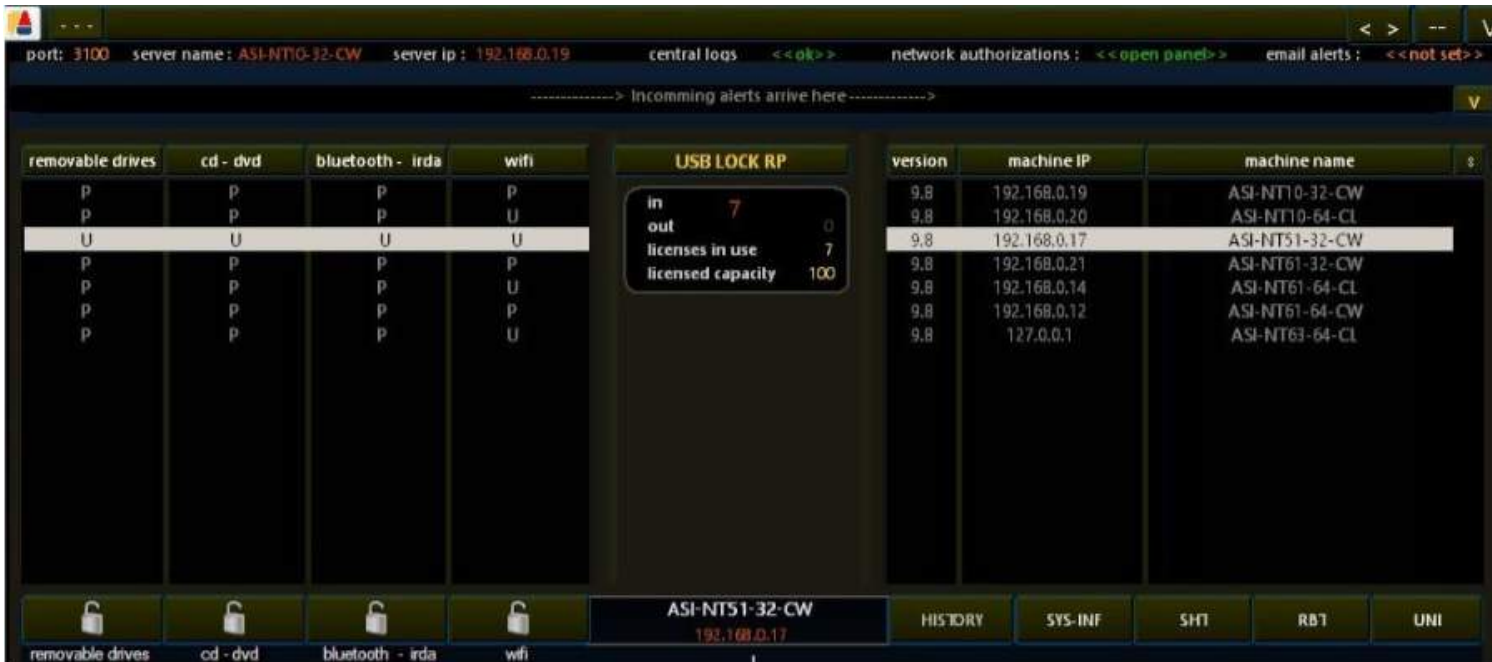 - - -
< > --
port: 3100 server name : ASI-NT10-32-CW server ip : 192.168.0.19 central logs <<ok>> network authorizations : <<open panel>> email alerts : <<not set>>
--------------> Incomming alerts arrive here ------------->
V
removable drives cd - dvd bluetooth - irda wifi USB LOCK RP version machine IP machine name
P P P P 9.8 192.168.0.19 ASI-NT10-32-CW
P P P U 9.8 192.168.0.20 ASI-NT10-64-CL
U U U U 9.8 192.168.0.17 ASI-NT51-32-CW
P P P P 9.8 192.168.0.21 ASI-NT61-32-CW
P P P U 9.8 192.168.0.14 ASI-NT61-64-CL
P P P P 9.8 192.168.0.12 ASI-NT61-64-CW
P P P U 9.8 127.0.0.1 ASI-NT63-64-CL
in 7
out 0
licenses in use 7
licensed capacity 100
ASI-NT51-32-CW
192.168.0.17
HISTORY SYS-INF SHT RBT UNI
removable drives cd - dvd bluetooth - irda wifi